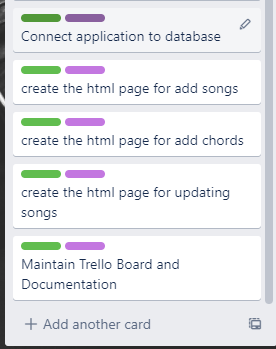 Connect application to database
create the html page for add songs
create the html page for add chords
create the html page for updating
songs
Maintain Trello Board and
Documentation
+ Add another card